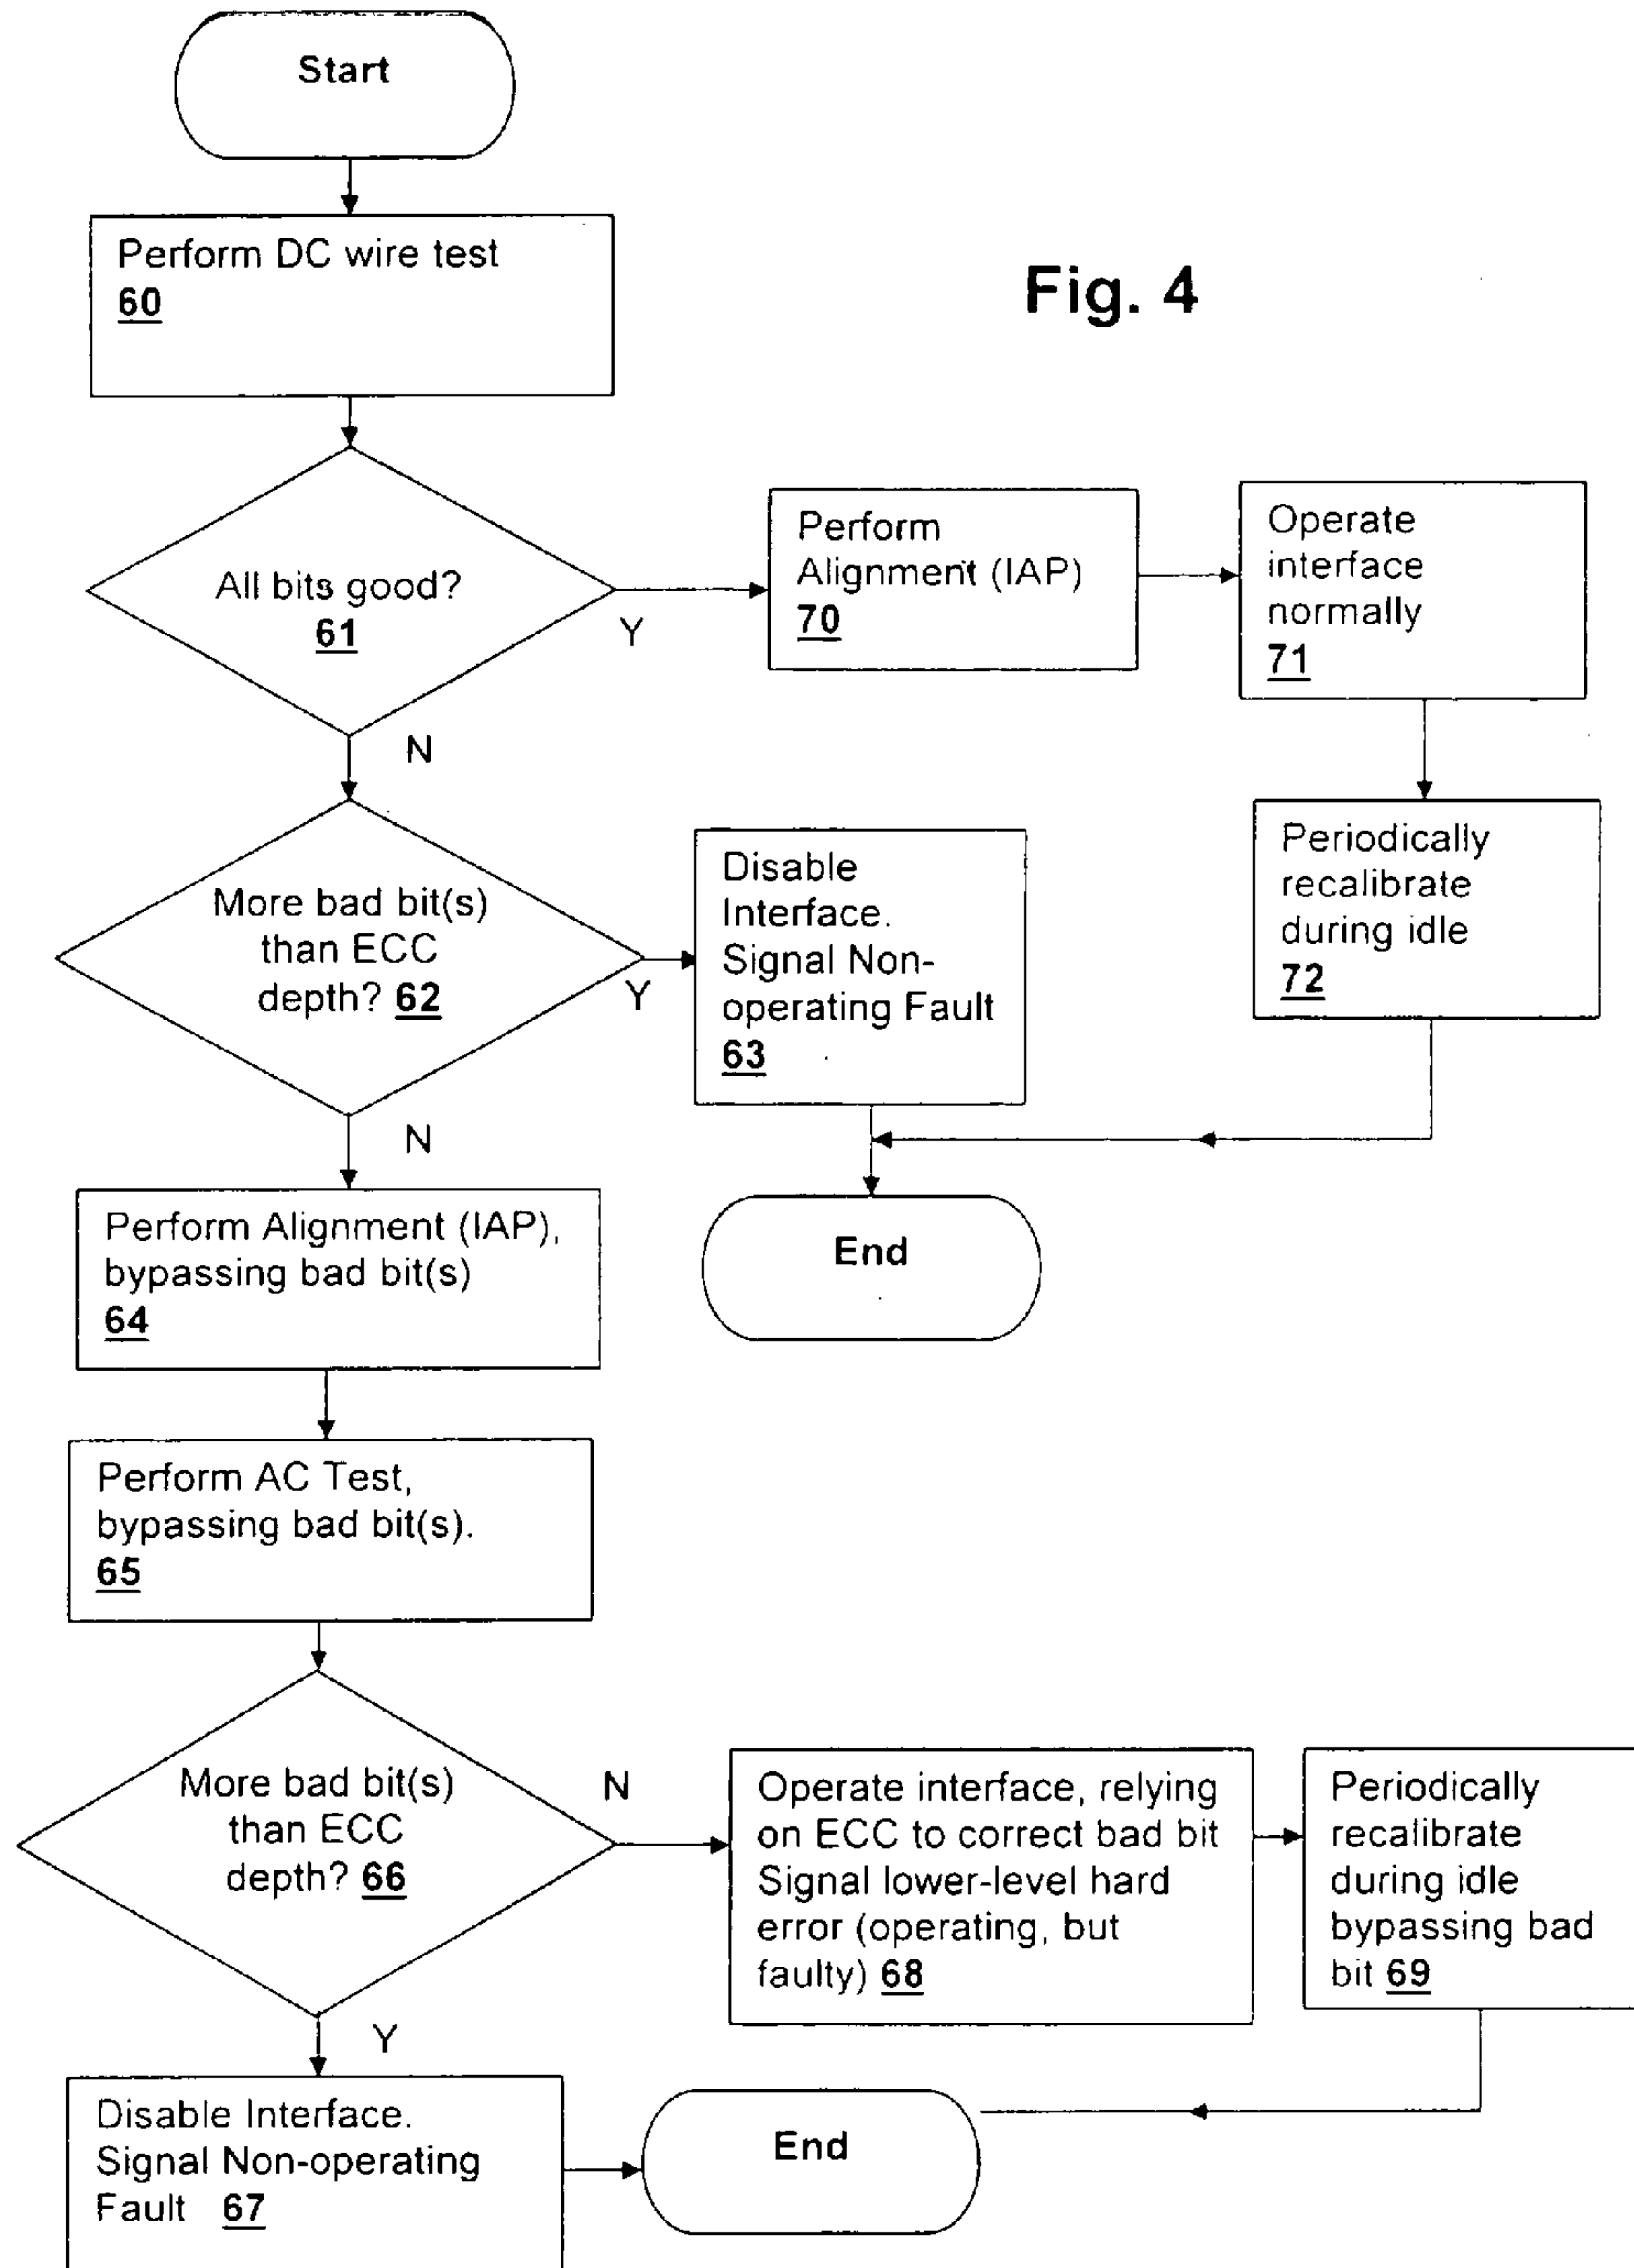 Start
Perform DC wire test
60
Fig. 4
All bits good?
61
Y
N
Perform
Alignment (IAP)
70
Operate
interface
normally
71
Periodically
recalibrate
during idle
72
More bad bit(s)
than ECC
depth? 62
Y
N
Disable
Interface.
Signal Non-
operating Fault
63
End
Perform Alignment (IAP),
bypassing bad bit(s)
64
Perform AC Test,
bypassing bad bit(s).
65
More bad bit(s)
than ECC
depth? 66
N
Y
Operate interface, relying
on ECC to correct bad bit
Signal lower-level hard
error (operating, but
faulty) 68
Periodically
recalibrate
during idle
bypassing bad
bit 69
Disable Interface.
Signal Non-operating
Fault 67
End